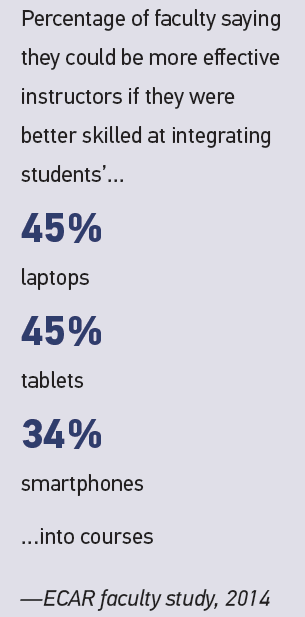 Percentage of faculty saying
they could be more effective
instructors if they were
better skilled at integrating
students’...
45%
laptops
45%
tablets
34%
smartphones
...into courses
—ECAR faculty study, 2014